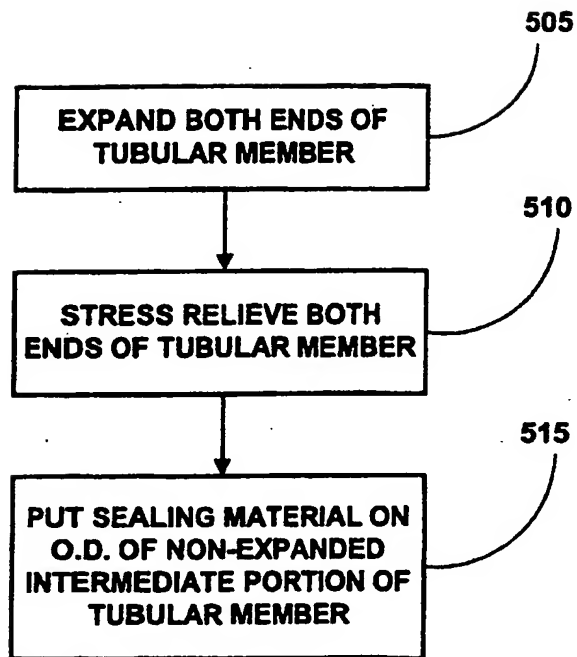 505
EXPAND BOTH ENDS OF
TUBULAR MEMBER
510
STRESS RELIEVE BOTH
ENDS OF TUBULAR MEMBER
515
PUT SEALING MATERIAL ON
O.D. OF NON-EXPANDED
INTERMEDIATE PORTION OF
TUBULAR MEMBER